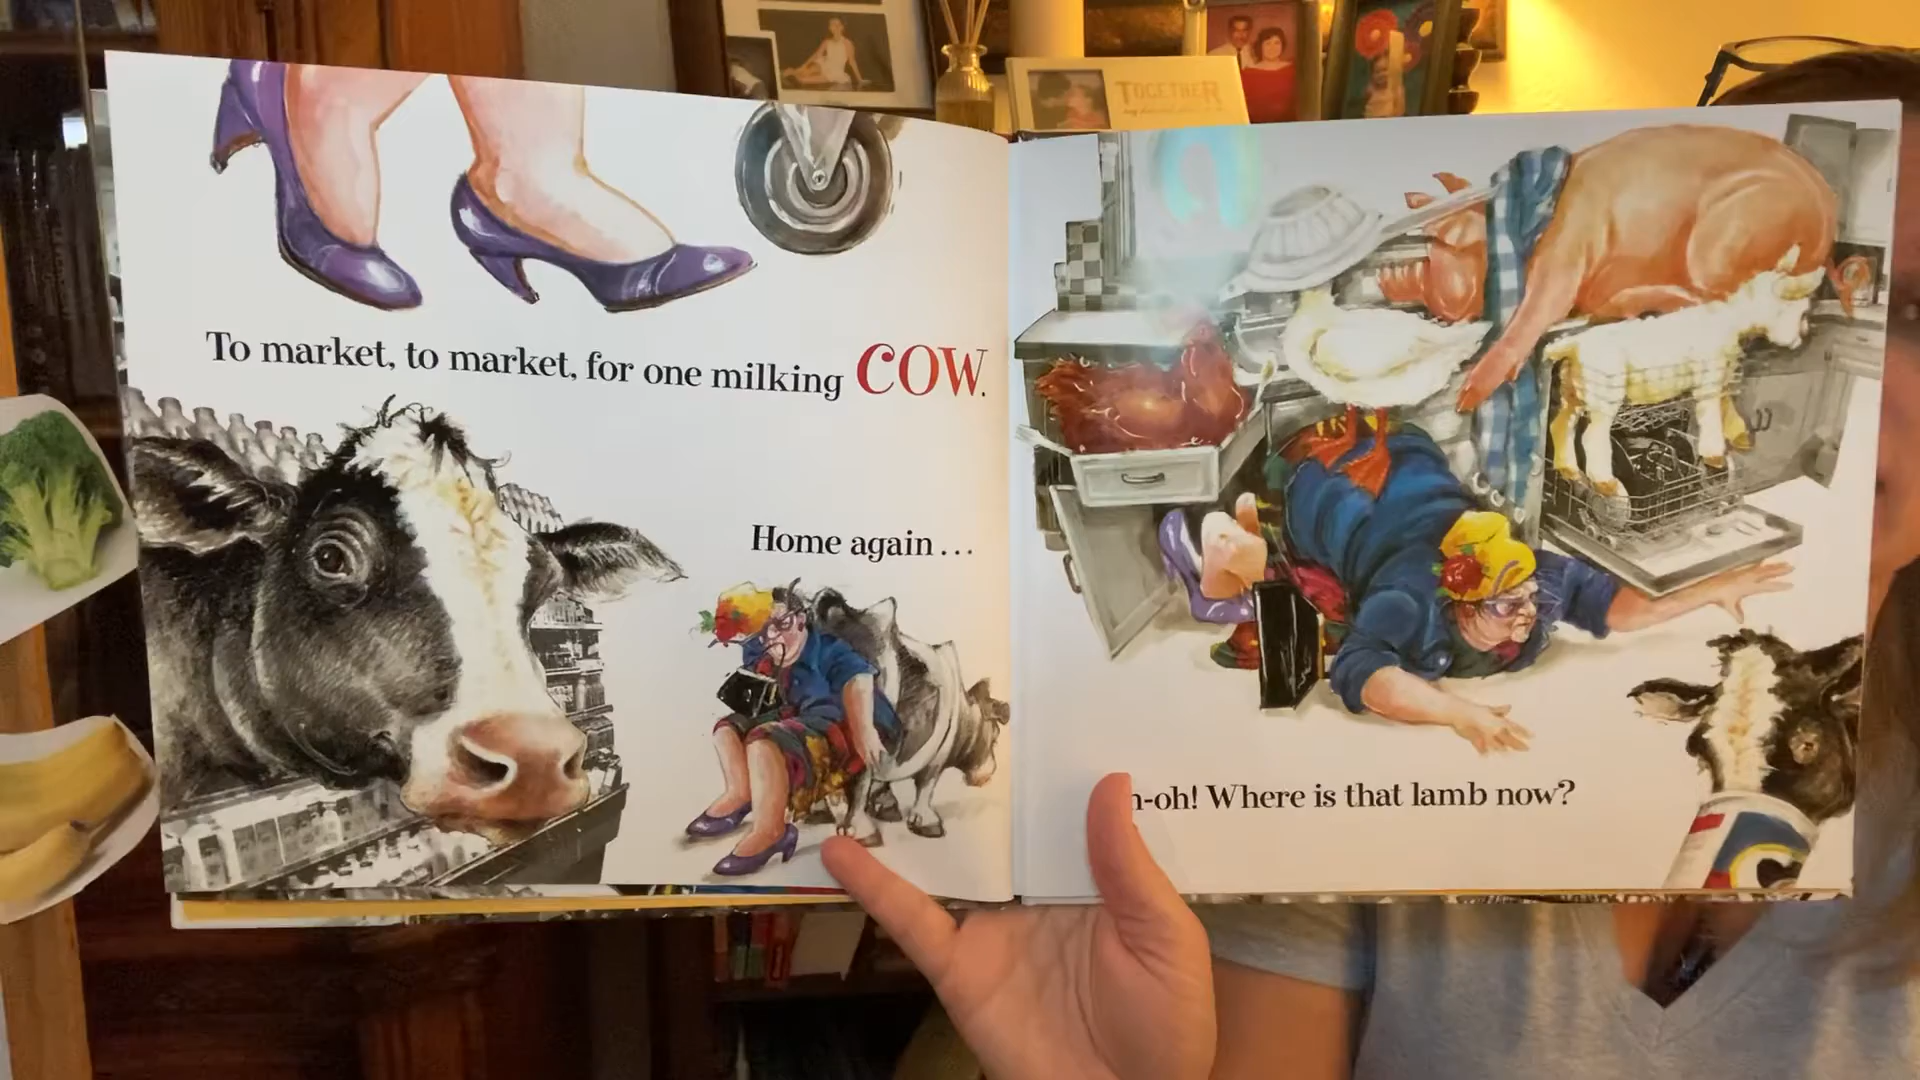 TOGETHER
To market, to market, for one milking COW.
Home again...
h-oh! Where is that lamb now?